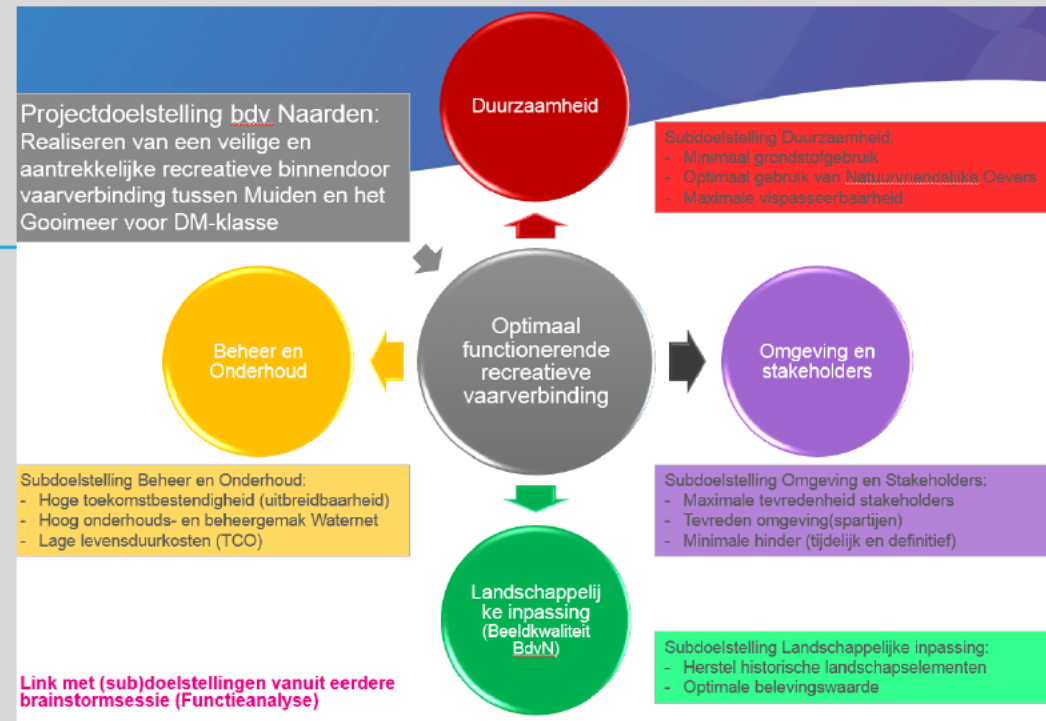 Duurzaamheid
Projectdoelstelling bdv Naarden:
Realiseren van een veilige en
aantrekkelijke recreatieve binnendoor
vaarverbinding tussen Muiden en het
Gooimeer voor DM-klasse
Subdoelstelling Duurzaamheid:
- Minimaal grondstofgebruik
- Optimaal gebruik van Natuurvriendelijke Oevers
- Maximale vispasseerbaarheid
Beheer en
Onderhoud
Optimaal
functionerende
recreatieve
vaarverbinding
Omgeving en
stakeholders
Subdoelstelling Beheer en Onderhoud:
- Hoge toekomstbestendigheid (uitbreidbaarheid)
- Hoog onderhouds- en beheergemak Waternet
- Lage levensduurkosten (TCO)
Subdoelstelling Omgeving en Stakeholders:
- Maximale tevredenheid stakeholders
- Tevreden omgeving(spartijen)
- Minimale hinder (tijdelijk en definitief)
Landschappelij
ke inpassing
(Beeldkwaliteit
BdvN)
Subdoelstelling Landschappelijke inpassing:
- Herstel historische landschapselementen
- Optimale belevingswaarde
Link met (sub)doelstellingen vanuit eerdere
brainstormsessie (Functieanalyse)